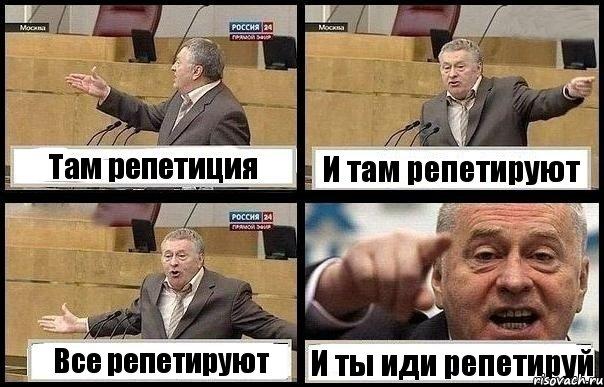 Москва
РОССИЯ 24
ПРЯМОЙ ЭФИР
Там репетиция
Москва
И там репетируют
РОССИЯ 24
ПРЯМОЙ ЭФИР
Все репетируют
И ты иди репетируй
risovach.ru